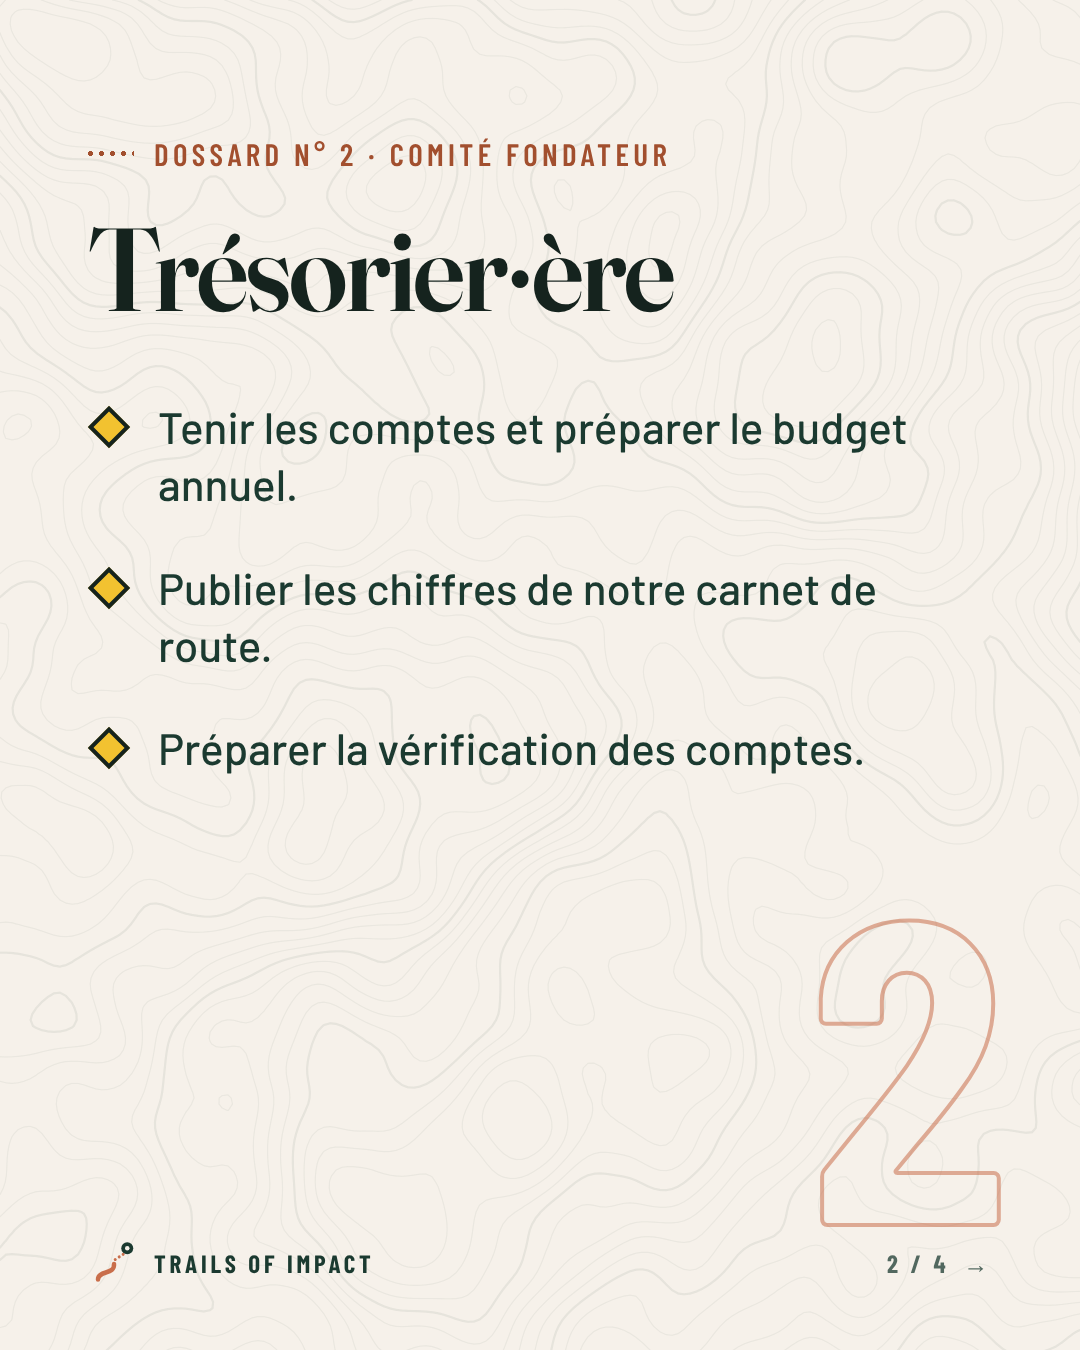 DOSSARD N° 2 · COMITÉ FONDATEUR
Trésorier·ère
Tenir les comptes et préparer le budget
annuel.
Publier les chiffres de notre carnet de
route.
Préparer la vérification des comptes.
2
TRAILS OF IMPACT
2 / 4 →